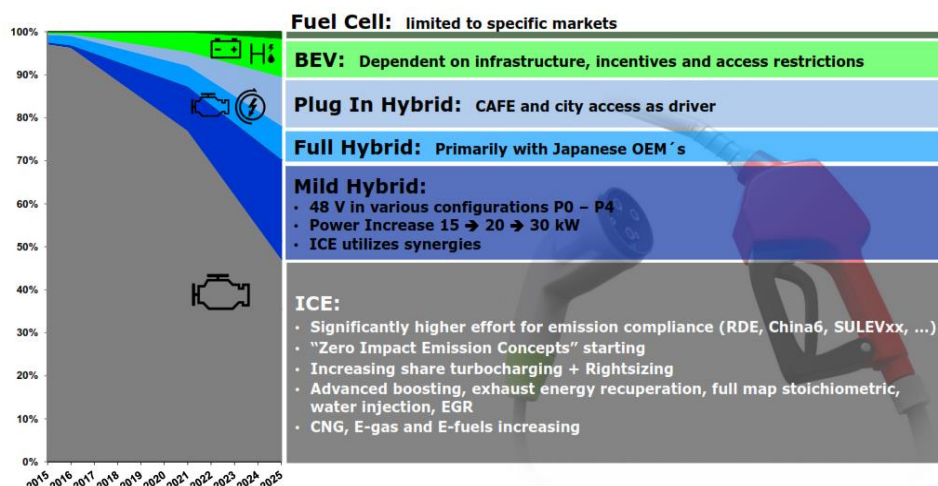 Fuel Cell: limited to specific markets
BEV: Dependent on infrastructure, incentives and access restrictions
Plug In Hybrid: CAFE and city access as driver
Full Hybrid: Primarily with Japanese OEM´s
Mild Hybrid:
• 48 V in various configurations P0 – P4
• Power Increase 15 ➔ 20 ➔ 30 kW
• ICE utilizes synergies
ICE:
• Significantly higher effort for emission compliance (RDE, China6, SULEVxx, ...)
• “Zero Impact Emission Concepts” starting
• Increasing share turbocharging + Rightsizing
• Advanced boosting, exhaust energy recuperation, full map stoichiometric,
water injection, EGR
• CNG, E-gas and E-fuels increasing
100%
90%
80%
70%
60%
50%
40%
30%
20%
10%
0%
2015
2016
2017
2018
2019
2020
2021
2022
2023
2024
2025
H